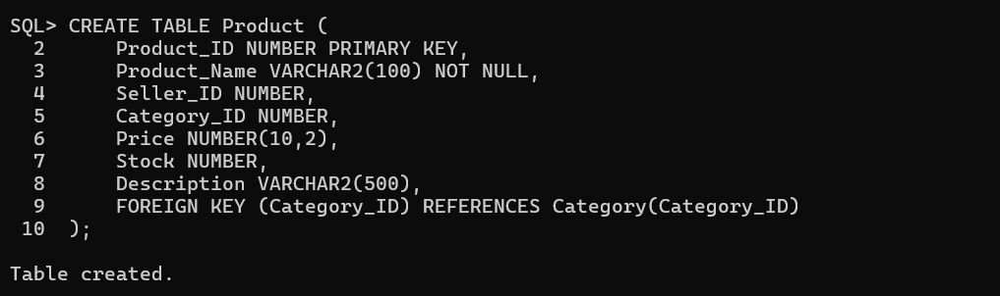 SQL> CREATE TABLE Product (
  2      Product_ID NUMBER PRIMARY KEY,
  3      Product_Name VARCHAR2(100) NOT NULL,
  4      Seller_ID NUMBER,
  5      Category_ID NUMBER,
  6      Price NUMBER(10,2),
  7      Stock NUMBER,
  8      Description VARCHAR2(500),
  9      FOREIGN KEY (Category_ID) REFERENCES Category(Category_ID)
 10  );
Table created.